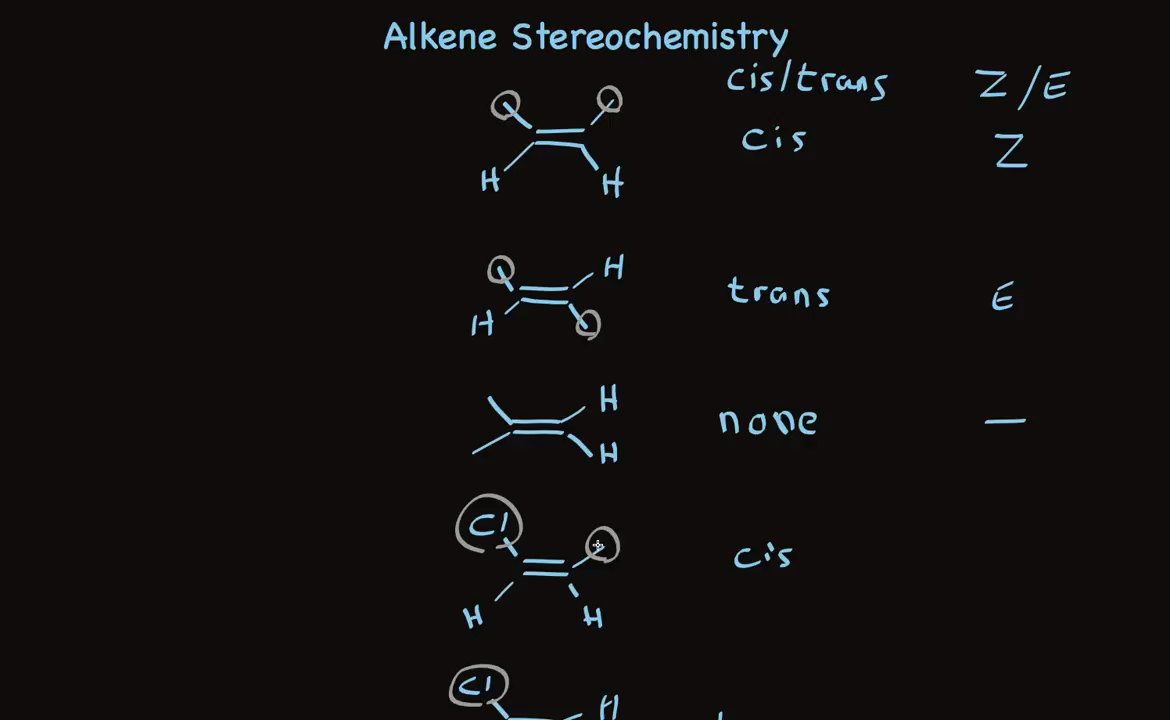 Alkene Stereochemistry
cis/trans Z/E
cis Z
H H
H
trans E
H
H
none —
H
Cl
cis
H H
Cl
H